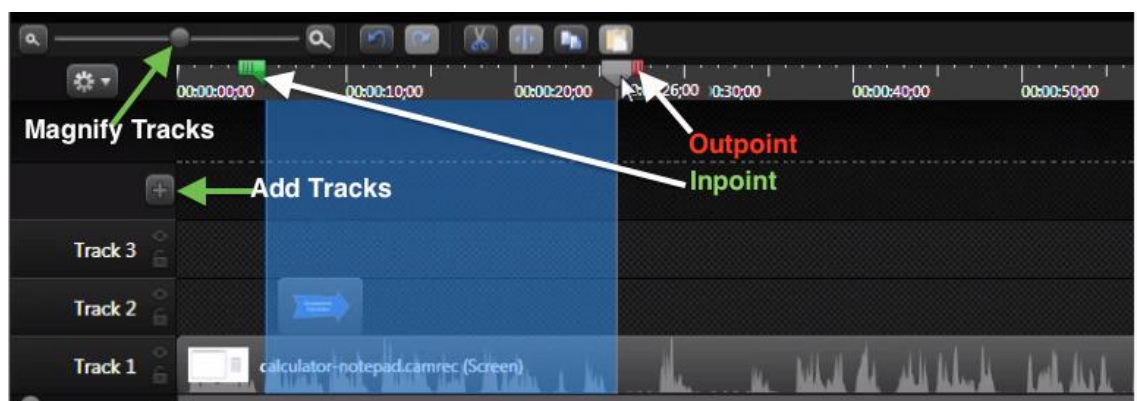 00:00:00;00 00:00:10;00 00:00:20;00 26;00 0:30;00 00:00:40;00 00:00:50;00
Magnify Tracks
Outpoint
Inpoint
Add Tracks
Track 3
Track 2
Track 1 calculator-notepad.camrec (Screen)